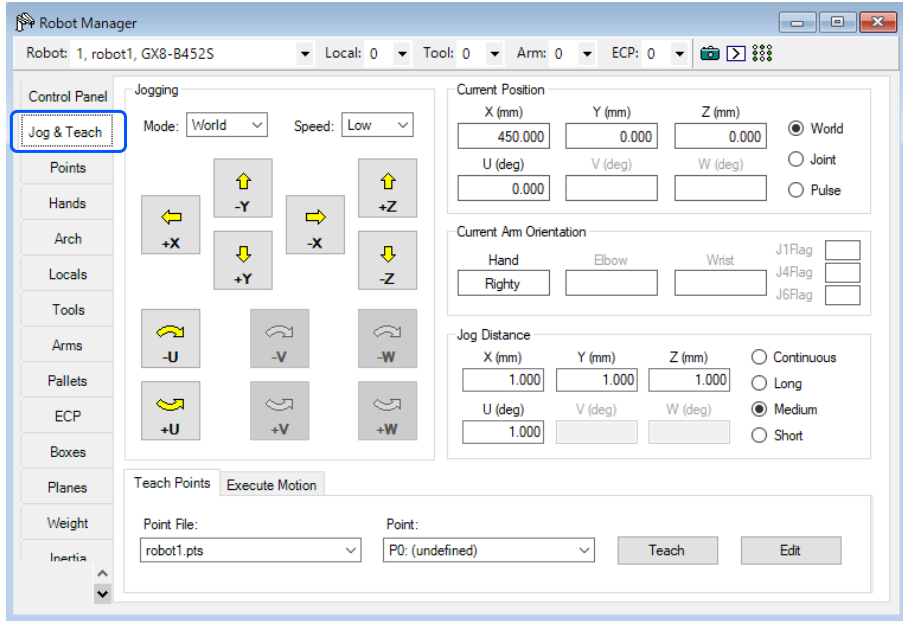 Robot Manager
Robot: 1, robot1, GX8-B452S Local: 0 Tool: 0 Arm: 0 ECP: 0
Control Panel
Jog & Teach
Points
Hands
Arch
Locals
Tools
Arms
Pallets
ECP
Boxes
Planes
Weight
Inertia
Jogging
Mode: World Speed: Low
-Y +Z
+X -X
+Y -Z
-U -V -W
+U +V +W
Current Position
X (mm) Y (mm) Z (mm)
450.000 0.000 0.000
U (deg) V (deg) W (deg)
0.000
World
Joint
Pulse
Current Arm Orientation
Hand Elbow Wrist
Righty
J1Flag
J4Flag
J6Flag
Jog Distance
X (mm) Y (mm) Z (mm)
1.000 1.000 1.000
U (deg) V (deg) W (deg)
1.000
Continuous
Long
Medium
Short
Teach Points Execute Motion
Point File: Point:
robot1.pts P0: (undefined) Teach Edit